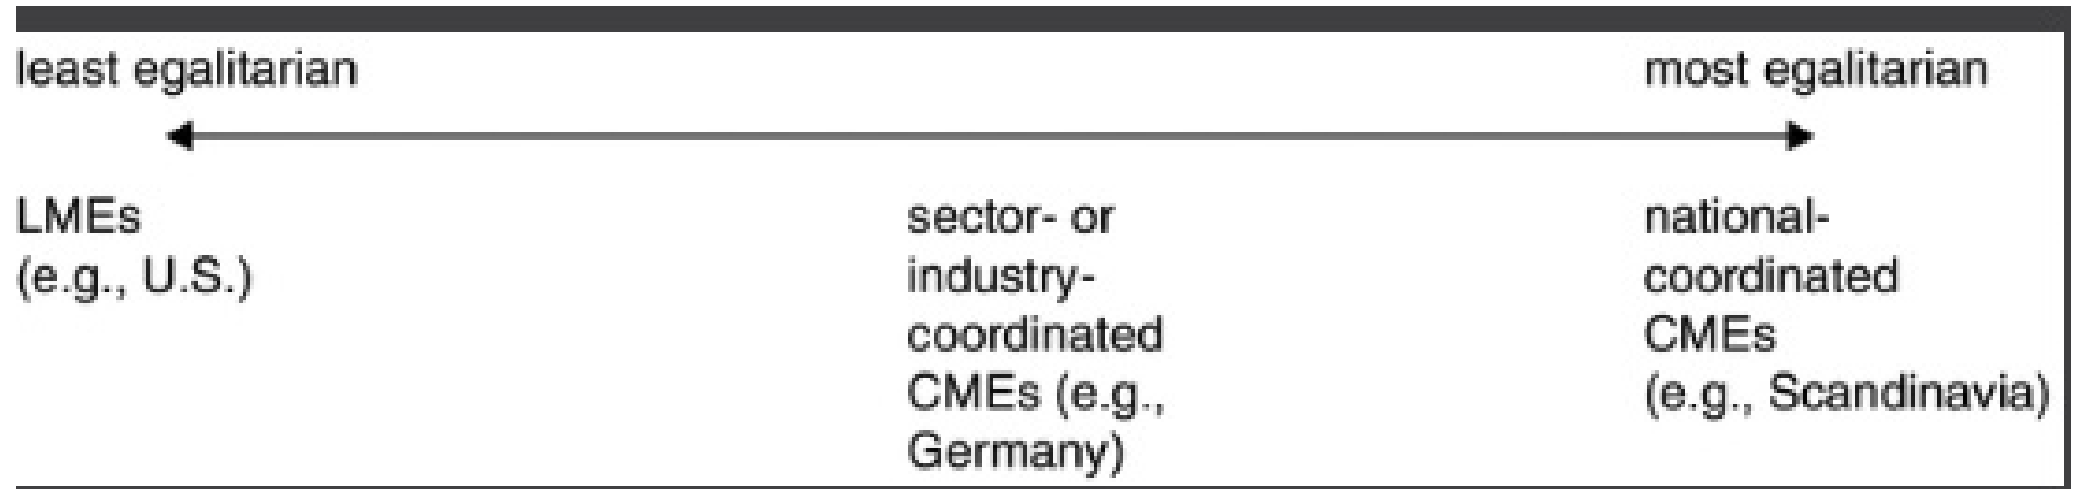 least egalitarian
most egalitarian
LMEs
(e.g., U.S.)
sector- or
industry-
coordinated
CMEs (e.g.,
Germany)
national-
coordinated
CMEs
(e.g., Scandinavia)